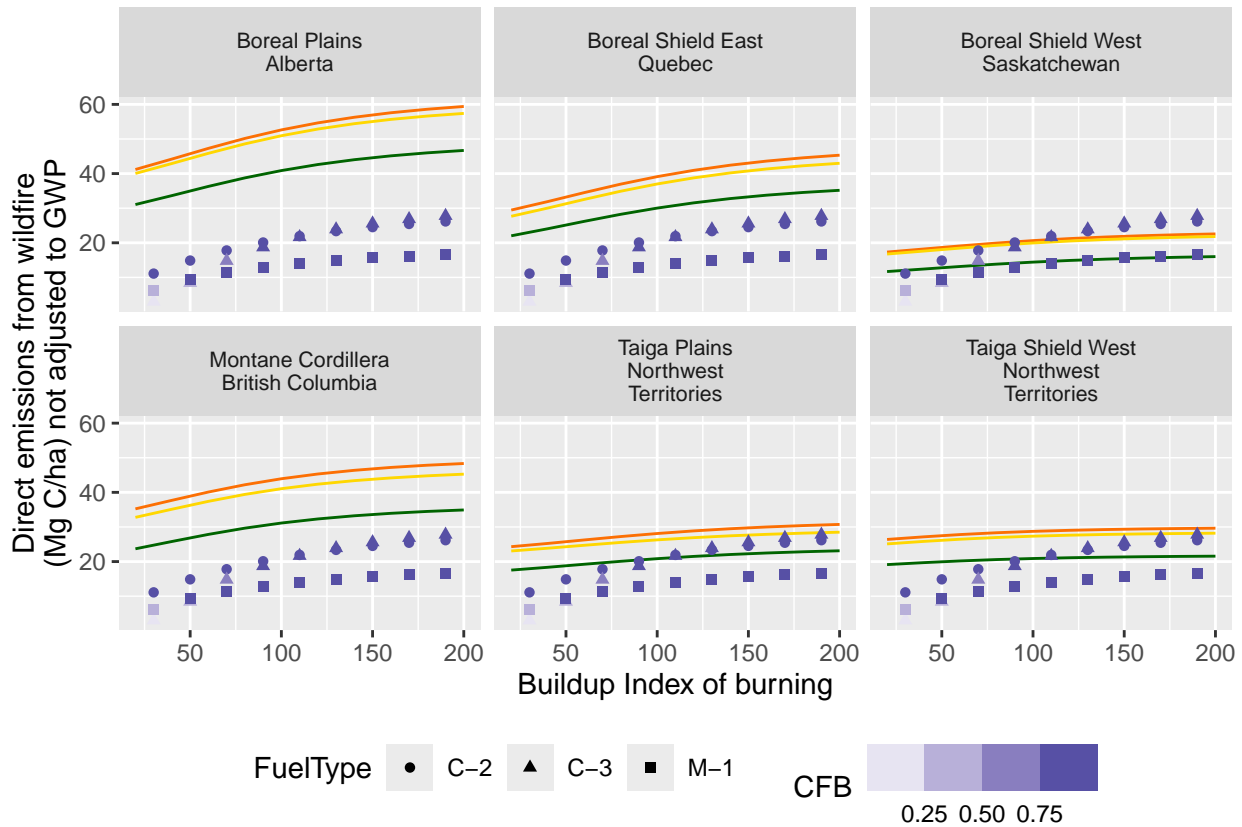 Boreal Plains
Alberta
Boreal Shield East
Quebec
Boreal Shield West
Saskatchewan
60
40
20
Montane Cordillera
British Columbia
Taiga Plains
Northwest
Territories
Taiga Shield West
Northwest
Territories
60
40
20
50 100 150 200
50 100 150 200
50 100 150 200
Direct emissions from wildfire
(Mg C/ha) not adjusted to GWP
Buildup Index of burning
FuelType C−2 C−3 M−1
CFB
0.25 0.50 0.75